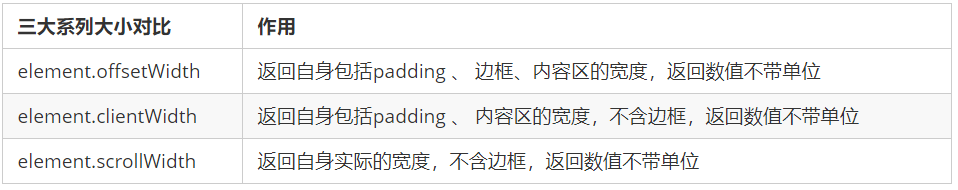 三大系列大小对比 作用
element.offsetWidth 返回自身包括padding 、 边框、内容区的宽度，返回数值不带单位
element.clientWidth 返回自身包括padding 、 内容区的宽度，不含边框，返回数值不带单位
element.scrollWidth 返回自身实际的宽度，不含边框，返回数值不带单位